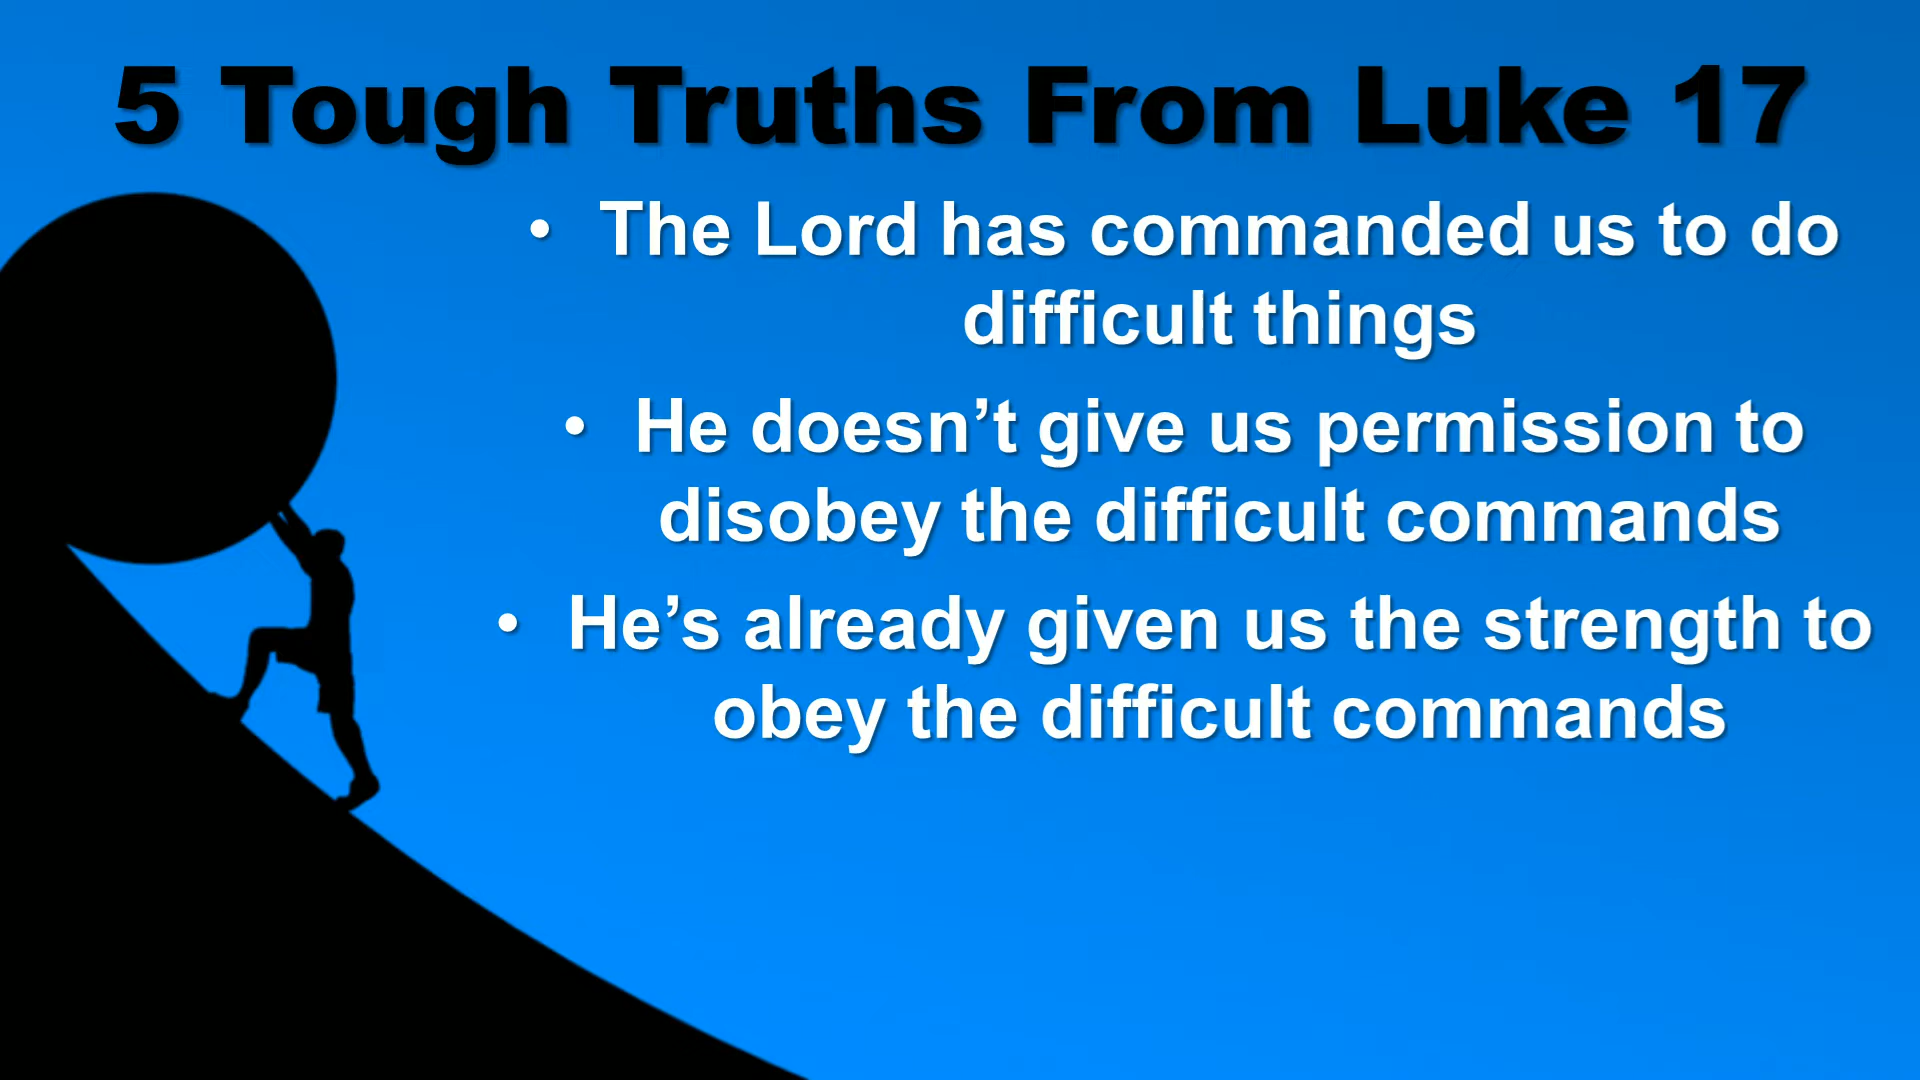 5 Tough Truths From Luke 17
• The Lord has commanded us to do
difficult things
• He doesn’t give us permission to
disobey the difficult commands
• He’s already given us the strength to
obey the difficult commands